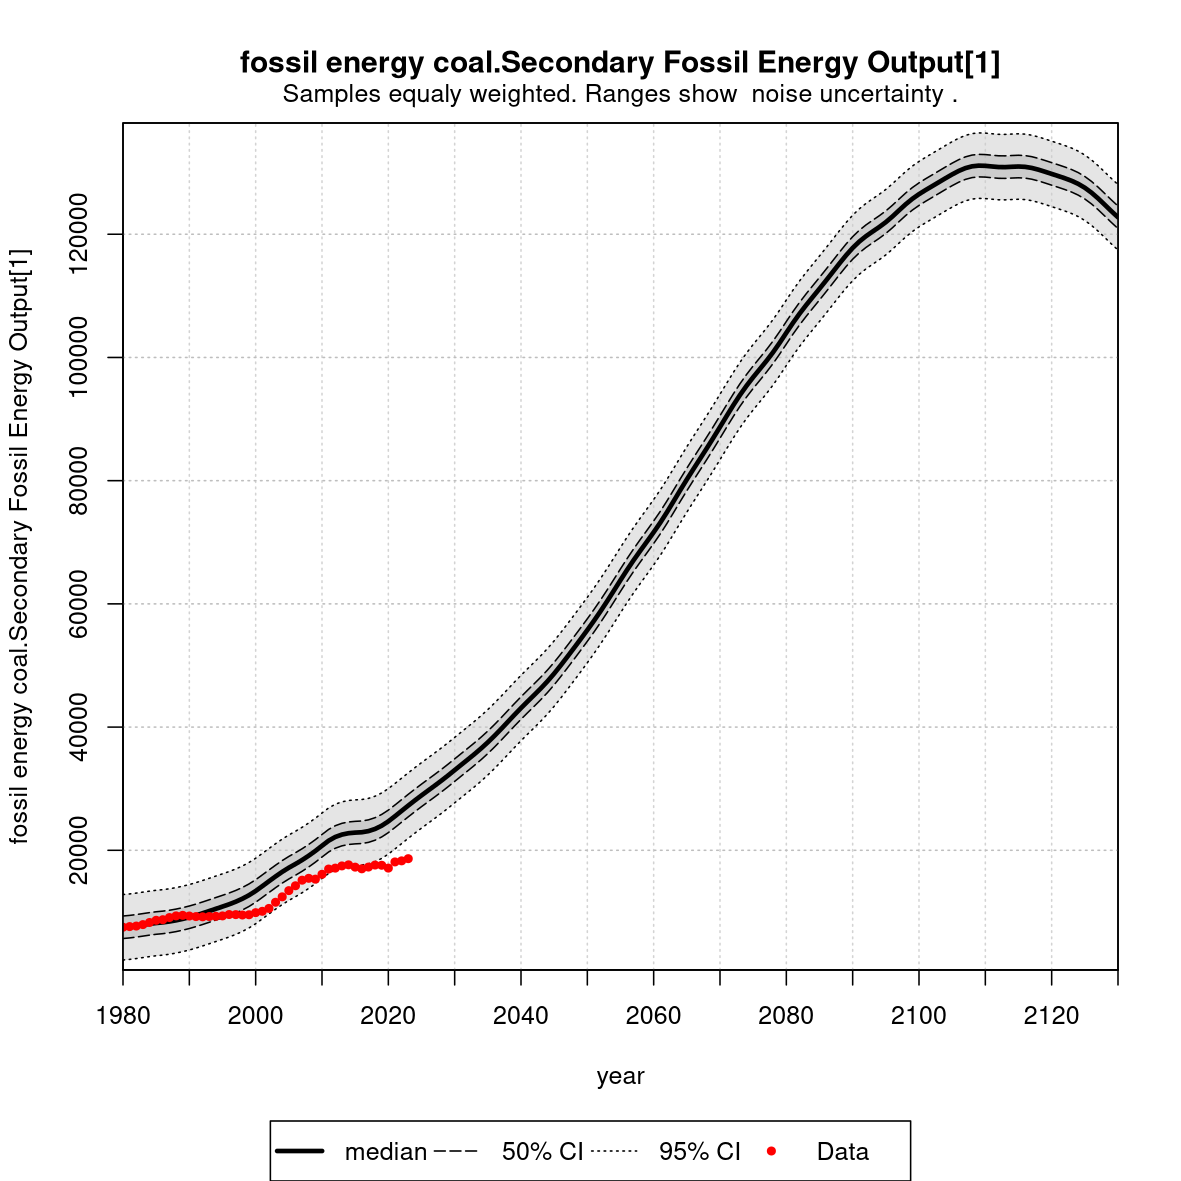 fossil energy coal.Secondary Fossil Energy Output[1]
Samples equaly weighted. Ranges show  noise uncertainty .
fossil energy coal.Secondary Fossil Energy Output[1]
120000
100000
80000
60000
40000
20000
1980 2000 2020 2040 2060 2080 2100 2120
year
median 50% CI 95% CI Data